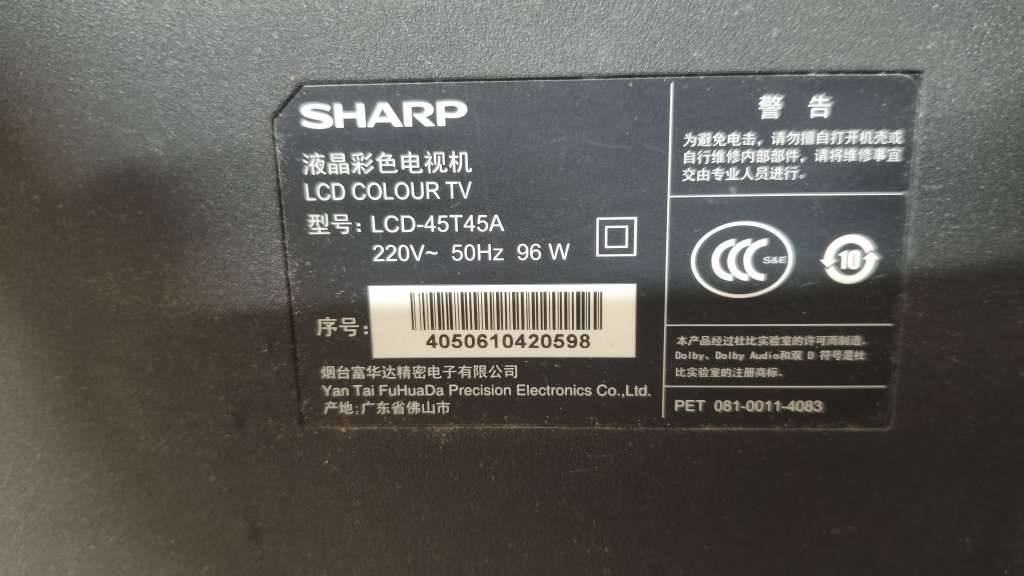 SHARP
液晶彩色电视机
LCD COLOUR TV
型号: LCD-45T45A
220V~ 50Hz 96 W
序号:
4050610420598
烟台富华达精密电子有限公司
Yan Tai FuHuaDa Precision Electronics Co.,Ltd.
产地:广东省佛山市
警 告
为避免电击，请勿擅自打开机壳或
自行维修内部部件，请将维修事宜
交由专业人员进行。
CCC S&E
10
本产品经过杜比实验室的许可而制造。
Dolby、Dolby Audio和双 D 符号是杜
比实验室的注册商标。
PET 081-0011-4083